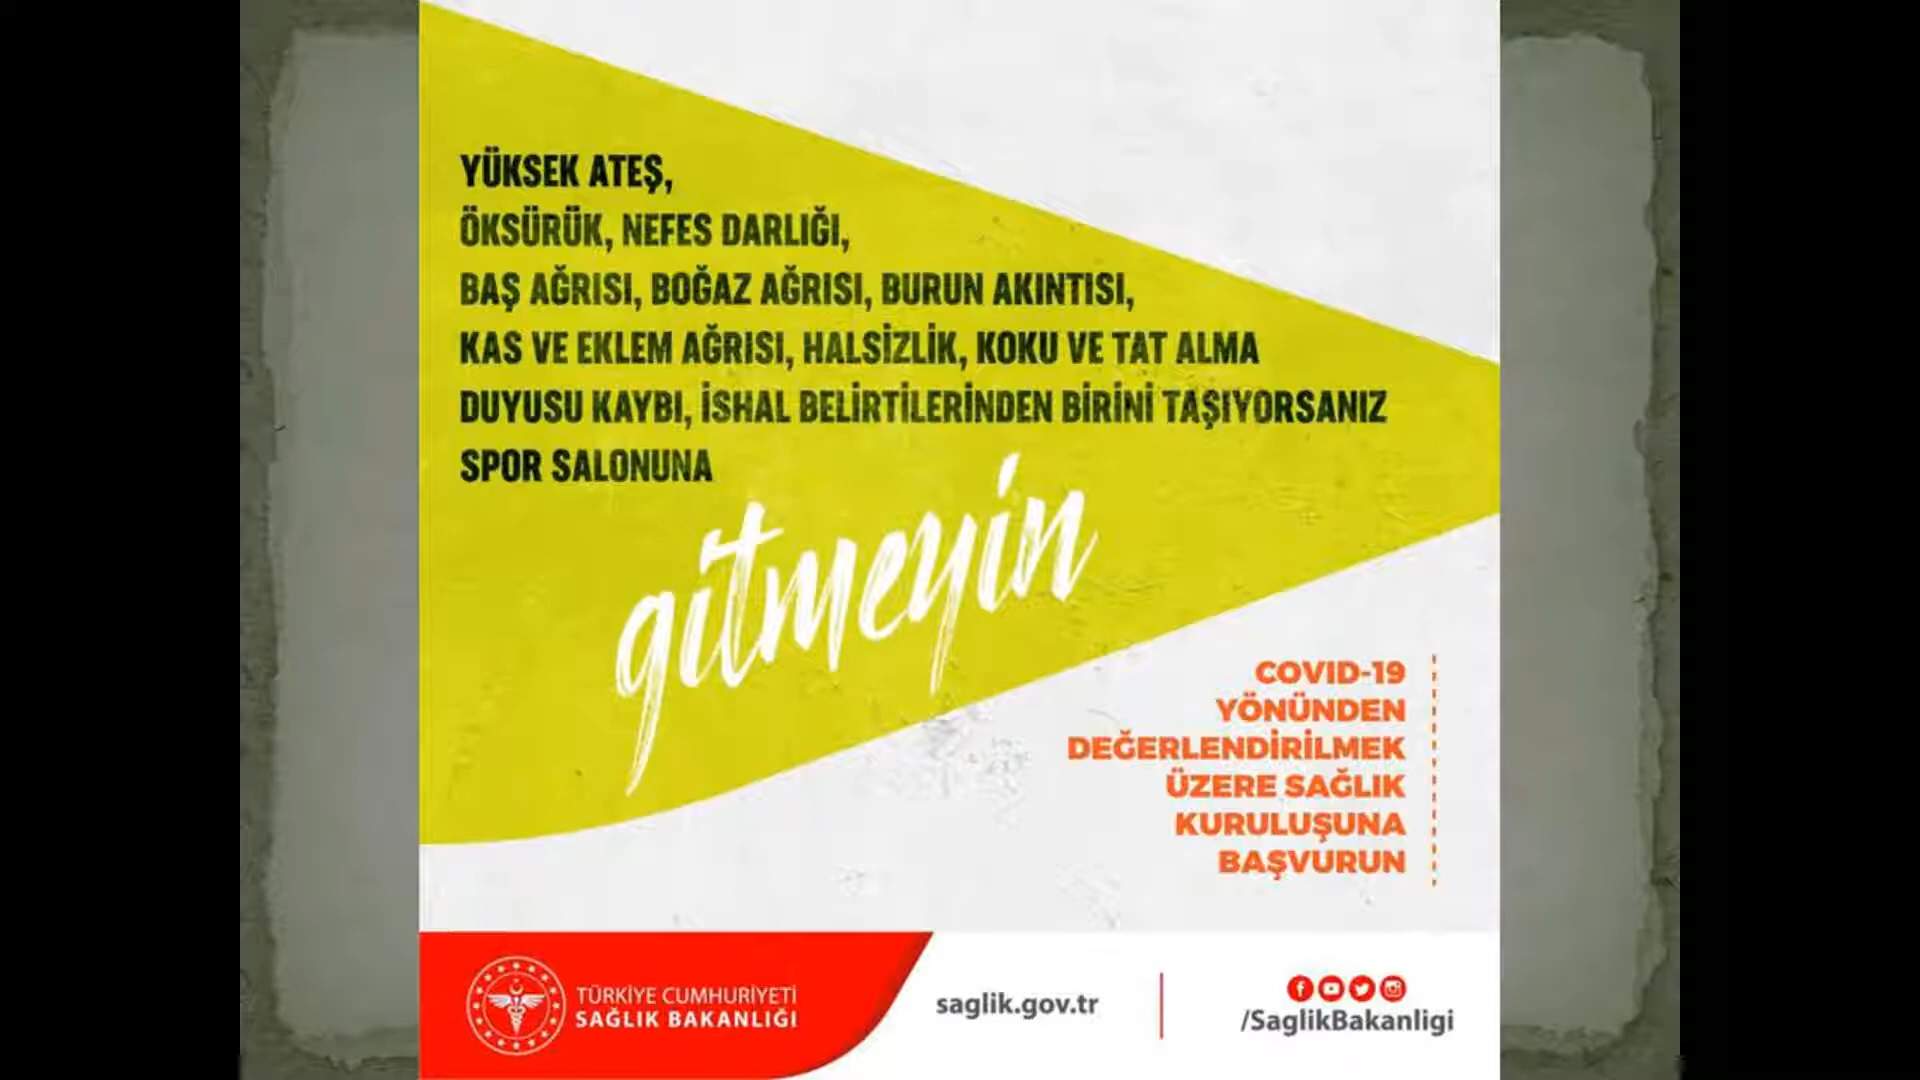 YÜKSEK ATEŞ,
ÖKSÜRÜK, NEFES DARLIĞI,
BAŞ AĞRISI, BOĞAZ AĞRISI, BURUN AKINTISI,
KAS VE EKLEM AĞRISI, HALSİZLİK, KOKU VE TAT ALMA
DUYUSU KAYBI, İSHAL BELİRTİLERİNDEN BİRİNİ TAŞIYORSANIZ
SPOR SALONUNA
gitmeyin
COVID-19
YÖNÜNDEN
DEĞERLENDİRİLMEK
ÜZERE SAĞLIK
KURULUŞUNA
BAŞVURUN
TÜRKİYE CUMHURİYETİ
SAĞLIK BAKANLIĞI
saglik.gov.tr
/SaglikBakanligi